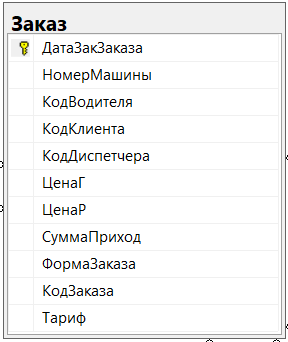 Заказ
ДатаЗакЗаказа
НомерМашины
КодВодителя
КодКлиента
КодДиспетчера
ЦенаГ
ЦенаР
СуммаПриход
ФормаЗаказа
КодЗаказа
Тариф